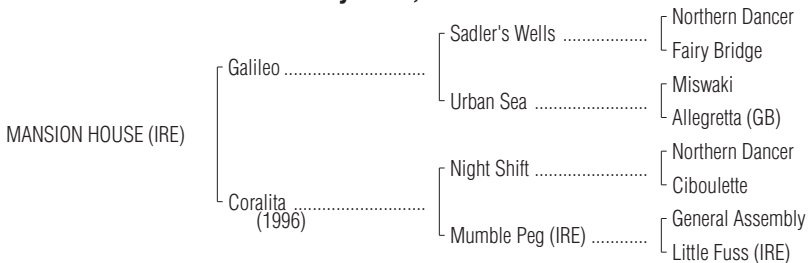 Northern Dancer
Sadler's Wells ..................
Fairy Bridge
Galileo ..............................
Miswaki
Urban Sea ........................
Allegretta (GB)
MANSION HOUSE (IRE)
Northern Dancer
Night Shift ........................
Ciboulette
Coralita ............................
(1996)
General Assembly
Mumble Peg (IRE) ............
Little Fuss (IRE)